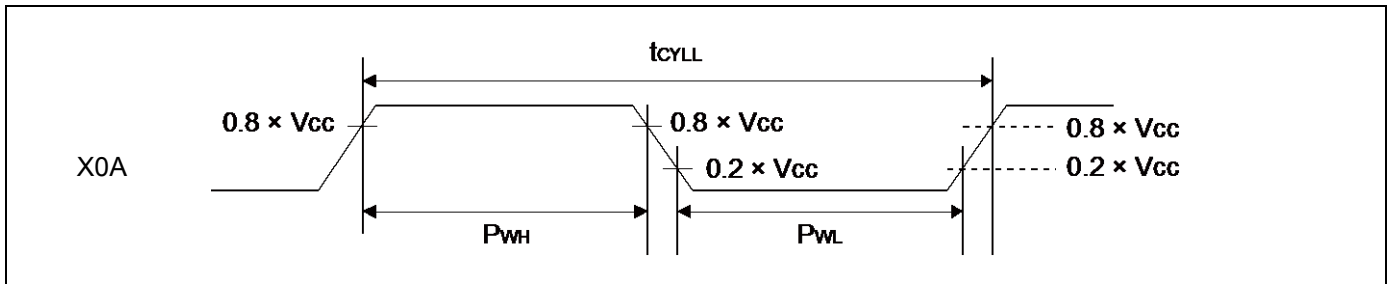 tCYLL
0.8 × Vcc
0.8 × Vcc
0.8 × Vcc
X0A
0.2 × Vcc
0.2 × Vcc
PWH
PWL